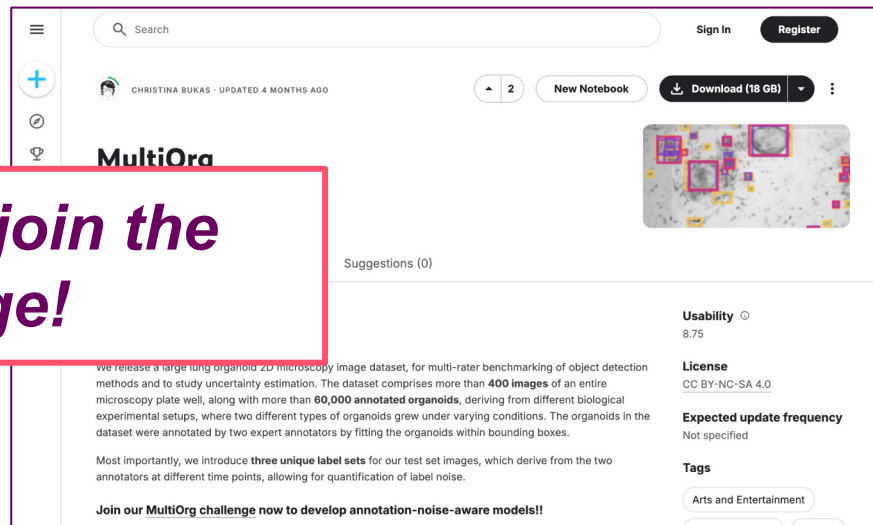 Search
Sign In
Register
CHRISTINA BUKAS · UPDATED 4 MONTHS AGO
2
New Notebook
Download (18 GB)
MultiOrg
join the
ge!
Suggestions (0)
We release a large lung organoid 2D microscopy image dataset, for multi-rater benchmarking of object detection
methods and to study uncertainty estimation. The dataset comprises more than 400 images of an entire
microscopy plate well, along with more than 60,000 annotated organoids, deriving from different biological
experimental setups, where two different types of organoids grew under varying conditions. The organoids in the
dataset were annotated by two expert annotators by fitting the organoids within bounding boxes.
Most importantly, we introduce three unique label sets for our test set images, which derive from the two
annotators at different time points, allowing for quantification of label noise.
Join our MultiOrg challenge now to develop annotation-noise-aware models!!
Usability
8.75
License
CC BY-NC-SA 4.0
Expected update frequency
Not specified
Tags
Arts and Entertainment